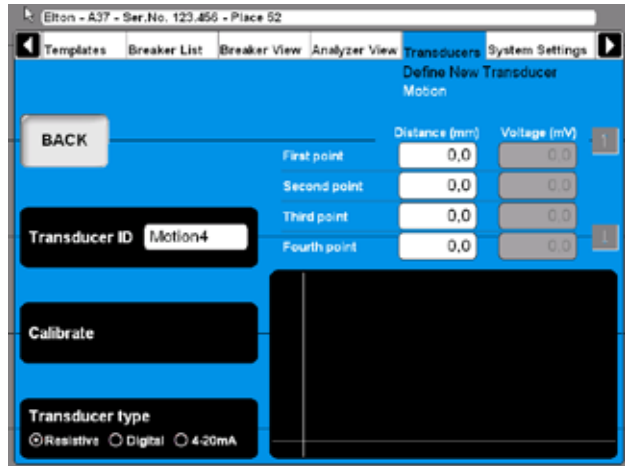 Elton - A37 - Ser.No. 123.456 - Place 52
Templates Breaker List Breaker View Analyzer View Transducers System Settings
Define New Transducer
Motion
BACK
Distance (mm) Voltage (mV)
First point 0,0 0,0
Second point 0,0 0,0
Third point 0,0 0,0
Fourth point 0,0 0,0
Transducer ID Motion4
Calibrate
Transducer type
Resistive Digital 4-20mA